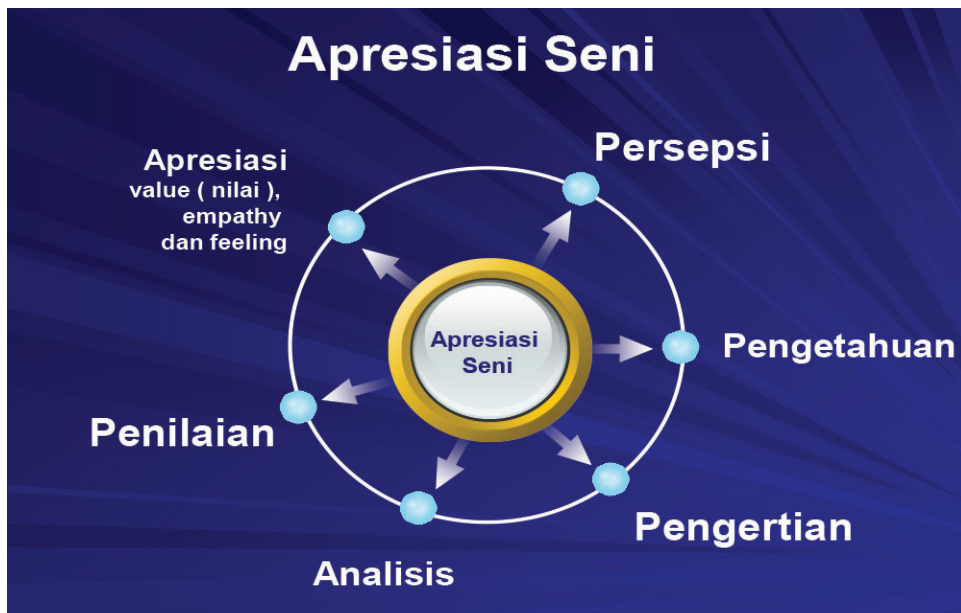 Apresiasi Seni
Persepsi
Apresiasi
value ( nilai ),
empathy
dan feeling
Apresiasi
Seni
Pengetahuan
Penilaian
Pengertian
Analisis